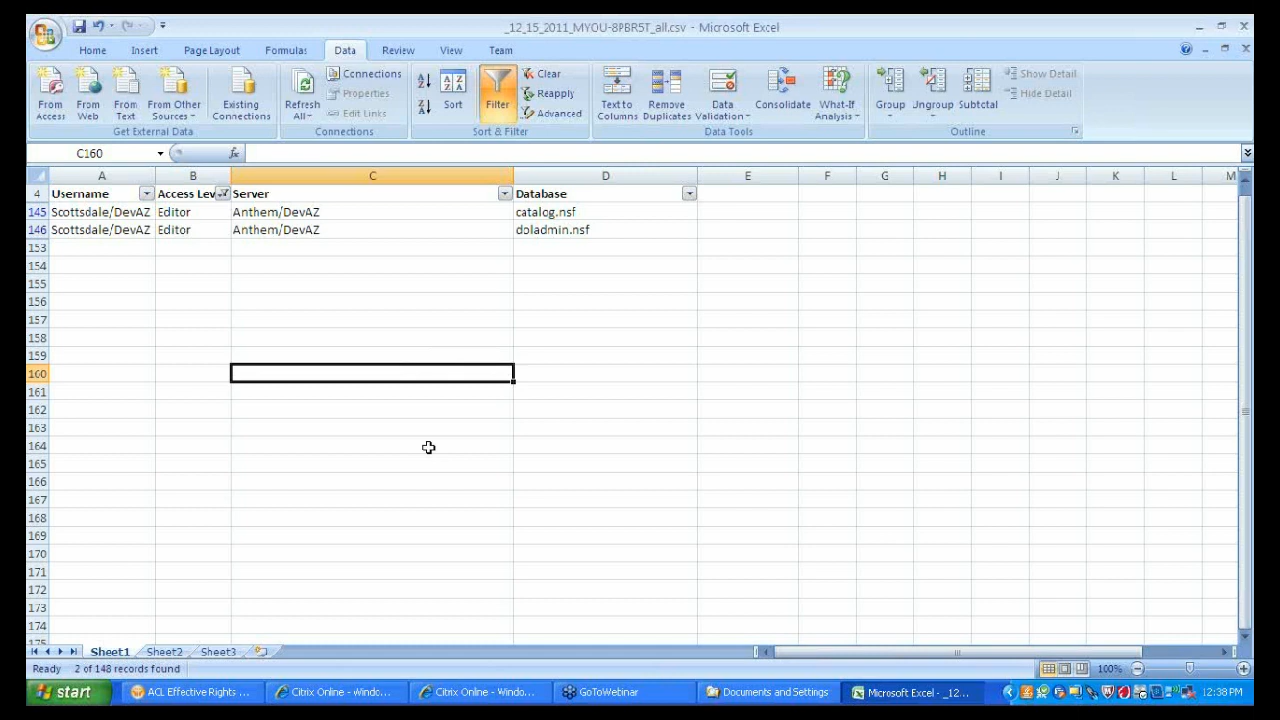 _12_15_2011_MYOU-8PBR5T_all.csv - Microsoft Excel
Home Insert Page Layout Formulas Data Review View Team
From Access
From Web
From Text
From Other Sources
Existing Connections
Get External Data
Refresh All
Connections
Properties
Edit Links
Connections
Sort
Filter
Clear
Reapply
Advanced
Sort & Filter
Text to Columns
Remove Duplicates
Data Validation
Consolidate
What-If Analysis
Data Tools
Group
Ungroup
Subtotal
Show Detail
Hide Detail
Outline
C160 fx
A B C D E F G H I J K L M
4 Username Access Lev Server Database
145 Scottsdale/DevAZ Editor Anthem/DevAZ catalog.nsf
146 Scottsdale/DevAZ Editor Anthem/DevAZ doladmin.nsf
153
154
155
156
157
158
159
160
161
162
163
164
165
166
167
168
169
170
171
172
173
174
175
Sheet1 Sheet2 Sheet3
Ready 2 of 148 records found 100%
start ACL Effective Rights ... Citrix Online - Windo... Citrix Online - Windo... GoToWebinar Documents and Settings Microsoft Excel - _12... 12:38 PM